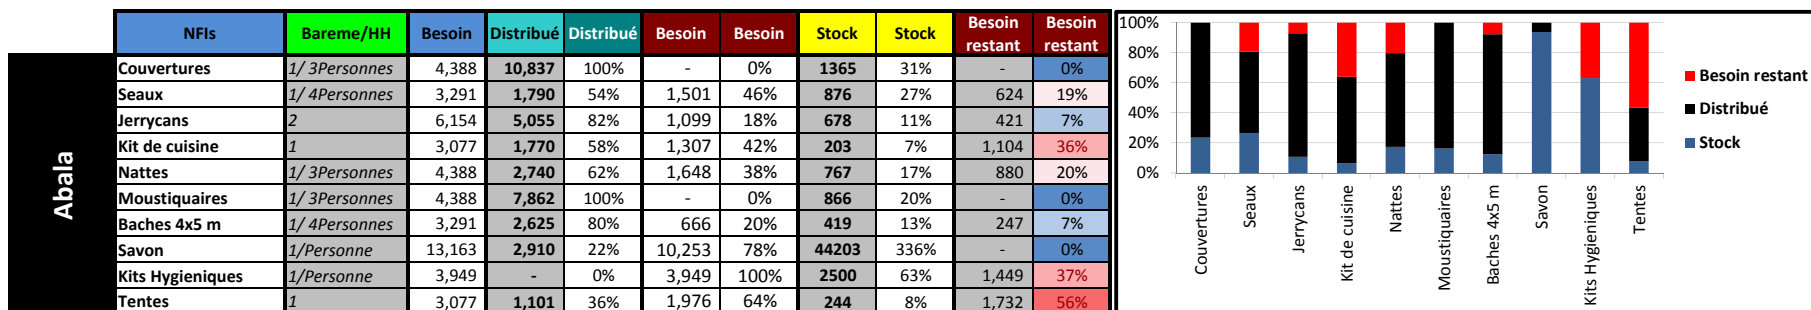 NFIs Bareme/HH Besoin Distribué Distribué Besoin Besoin Stock Stock Besoin restant Besoin restant
Abala
Couvertures 1/ 3Personnes 4,388 10,837 100% - 0% 1365 31% - 0%
Seaux 1/ 4Personnes 3,291 1,790 54% 1,501 46% 876 27% 624 19%
Jerrycans 2 6,154 5,055 82% 1,099 18% 678 11% 421 7%
Kit de cuisine 1 3,077 1,770 58% 1,307 42% 203 7% 1,104 36%
Nattes 1/ 3Personnes 4,388 2,740 62% 1,648 38% 767 17% 880 20%
Moustiquaires 1/ 3Personnes 4,388 7,862 100% - 0% 866 20% - 0%
Baches 4x5 m 1/ 4Personnes 3,291 2,625 80% 666 20% 419 13% 247 7%
Savon 1/Personne 13,163 2,910 22% 10,253 78% 44203 336% - 0%
Kits Hygieniques 1/Personne 3,949 - 0% 3,949 100% 2500 63% 1,449 37%
Tentes 1 3,077 1,101 36% 1,976 64% 244 8% 1,732 56%
100%
80%
60%
40%
20%
0%
Couvertures
Seaux
Jerrycans
Kit de cuisine
Nattes
Moustiquaires
Baches 4x5 m
Savon
Kits Hygieniques
Tentes
Besoin restant
Distribué
Stock